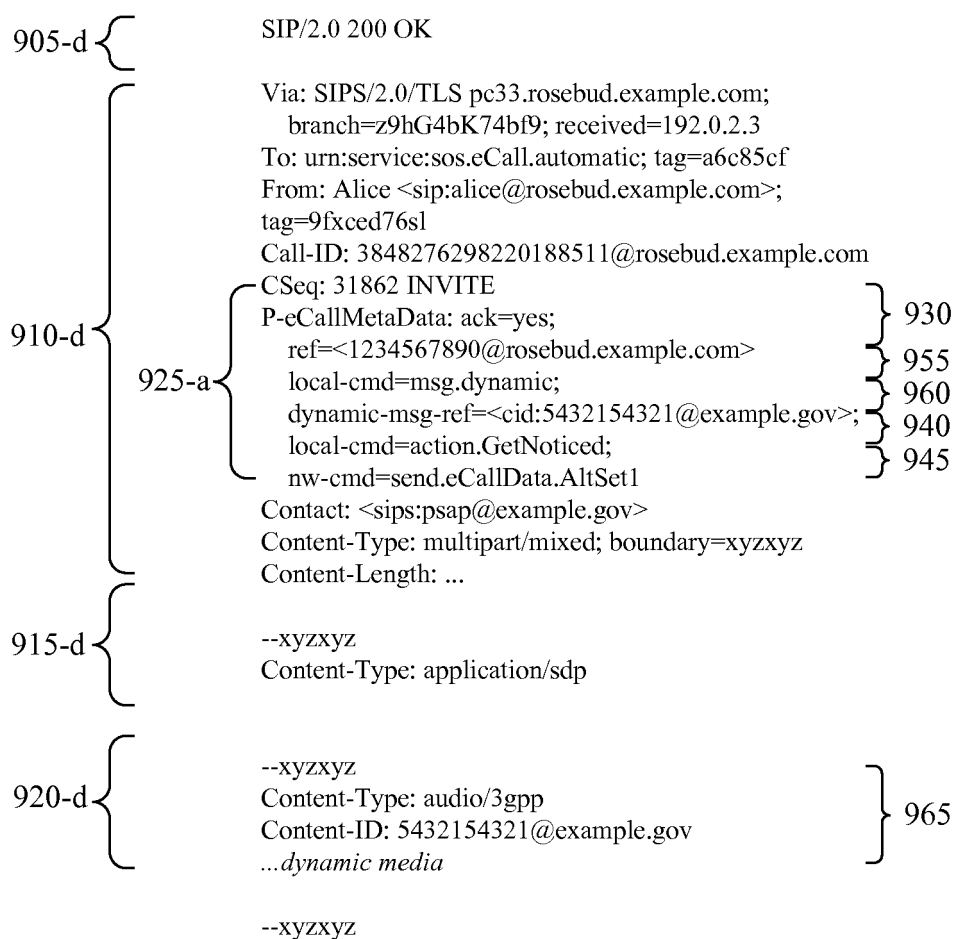 905-d
SIP/2.0 200 OK
Via: SIPS/2.0/TLS pc33.rosebud.example.com;
branch=z9hG4bK74bf9; received=192.0.2.3
To: urn:service:sos.eCall.automatic; tag=a6c85cf
From: Alice <sip:alice@rosebud.example.com>;
tag=9fxced76sl
Call-ID: 3848276298220188511@rosebud.example.com
910-d
925-a
CSeq: 31862 INVITE
P-eCallMetaData: ack=yes;
930
ref=<1234567890@rosebud.example.com>
955
local-cmd=msg.dynamic;
960
dynamic-msg-ref=<cid:5432154321@example.gov>;
940
local-cmd=action.GetNoticed;
945
nw-cmd=send.eCallData.AltSet1
Contact: <sips:psap@example.gov>
Content-Type: multipart/mixed; boundary=xyzxyz
Content-Length: ...
915-d
--xyzxyz
Content-Type: application/sdp
920-d
--xyzxyz
Content-Type: audio/3gpp
Content-ID: 5432154321@example.gov
...dynamic media
965
--xyzxyz